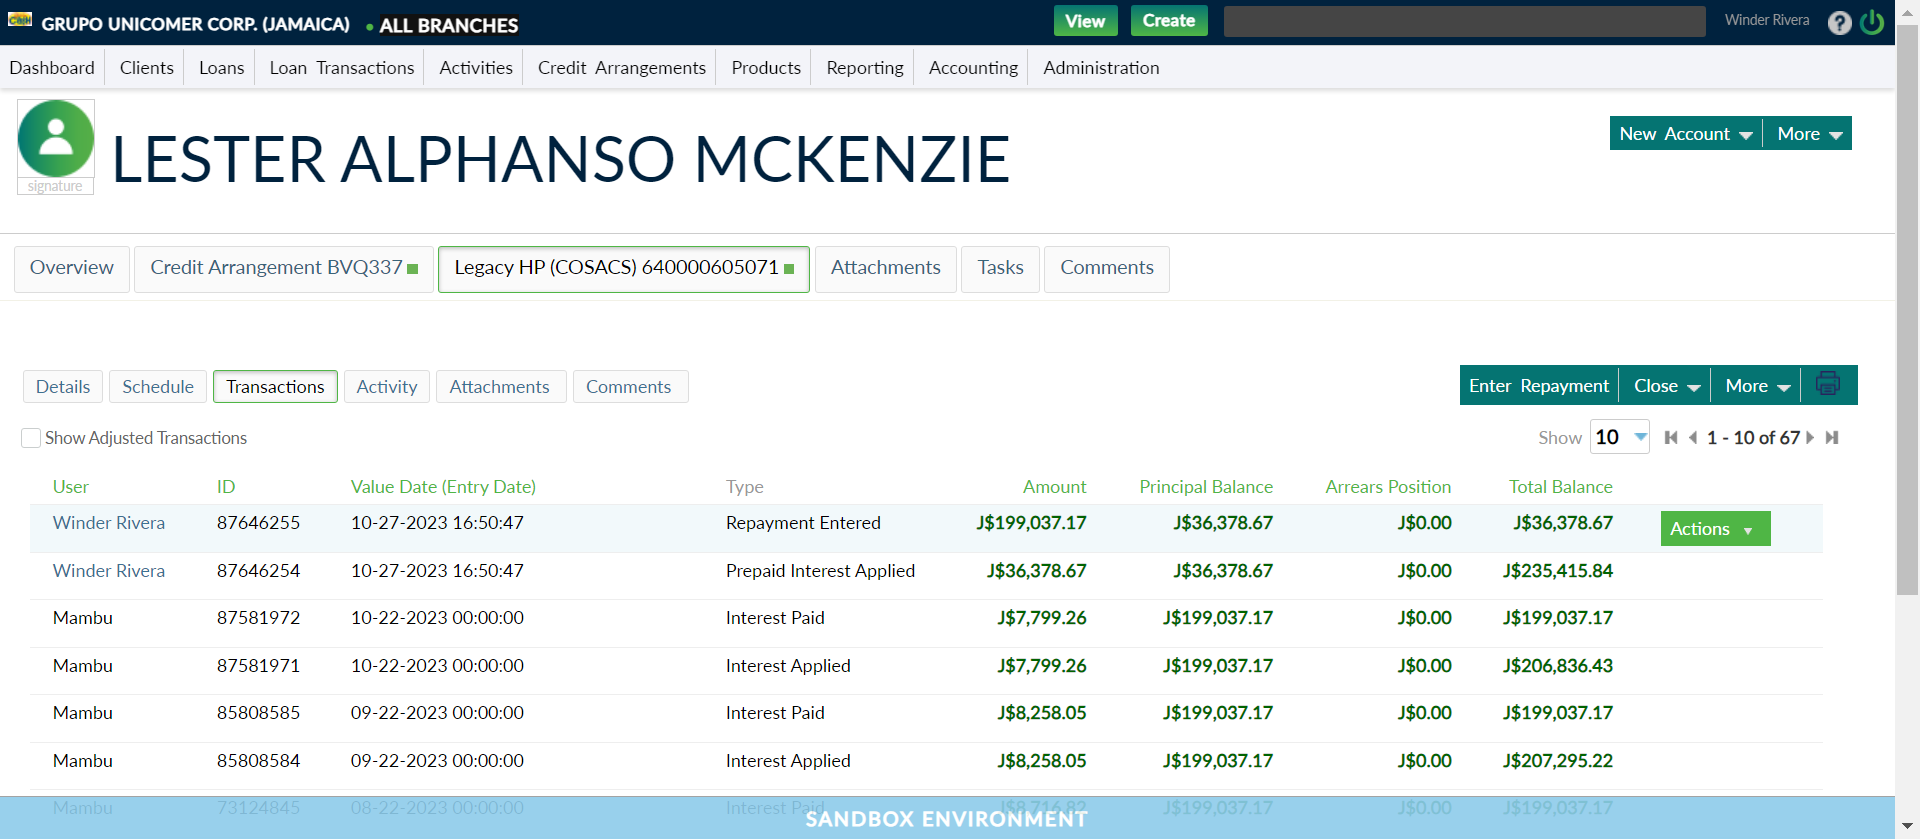 GRUPO UNICOMER CORP. (JAMAICA) • ALL BRANCHES View Create Winder Rivera ?
Dashboard Clients Loans Loan Transactions Activities Credit Arrangements Products Reporting Accounting Administration
signature
LESTER ALPHANSO MCKENZIE
New Account More
Overview Credit Arrangement BVQ337 Legacy HP (COSACS) 640000605071 Attachments Tasks Comments
Details Schedule Transactions Activity Attachments Comments
Enter Repayment Close More
Show Adjusted Transactions
Show 10 1 - 10 of 67
User ID Value Date (Entry Date) Type Amount Principal Balance Arrears Position Total Balance
Winder Rivera 87646255 10-27-2023 16:50:47 Repayment Entered J$199,037.17 J$36,378.67 J$0.00 J$36,378.67 Actions
Winder Rivera 87646254 10-27-2023 16:50:47 Prepaid Interest Applied J$36,378.67 J$36,378.67 J$0.00 J$235,415.84
Mambu 87581972 10-22-2023 00:00:00 Interest Paid J$7,799.26 J$199,037.17 J$0.00 J$199,037.17
Mambu 87581971 10-22-2023 00:00:00 Interest Applied J$7,799.26 J$199,037.17 J$0.00 J$206,836.43
Mambu 85808585 09-22-2023 00:00:00 Interest Paid J$8,258.05 J$199,037.17 J$0.00 J$199,037.17
Mambu 85808584 09-22-2023 00:00:00 Interest Applied J$8,258.05 J$199,037.17 J$0.00 J$207,295.22
Mambu 73124845 08-22-2023 00:00:00 Interest Paid J$8,716.82 J$199,037.17 J$0.00 J$199,037.17
SANDBOX ENVIRONMENT